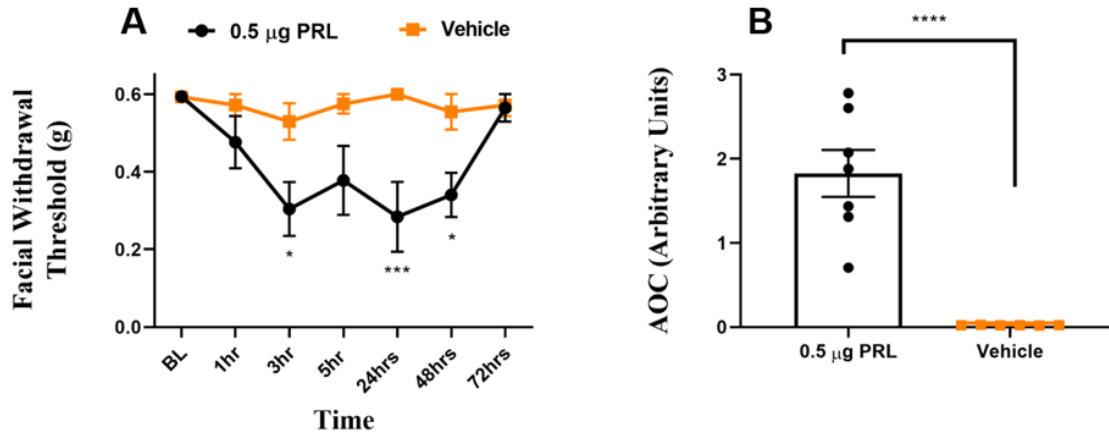 A
0.5 μg PRL
Vehicle
Facial Withdrawal
Threshold (g)
0.6
0.4
0.2
0.0
*
***
*
BL
1hr
3hr
5hr
24hrs
48hrs
72hrs
Time
B
****
AOC (Arbitrary Units)
3
2
1
0
0.5 μg PRL
Vehicle